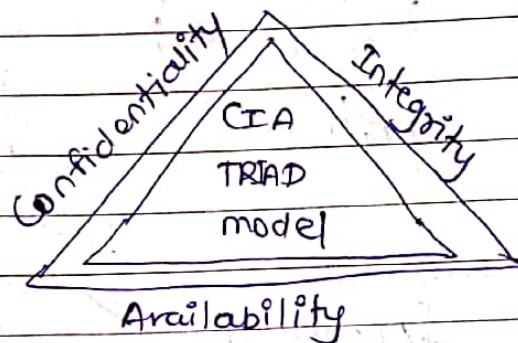 Confidentiality
Integrity
CIA
TRIAD
model
Availability